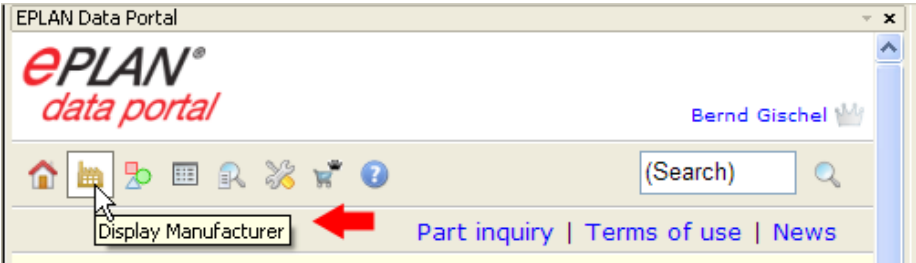 EPLAN Data Portal
ePLAN®
data portal
Bernd Gischel
(Search)
Display Manufacturer
Part inquiry | Terms of use | News